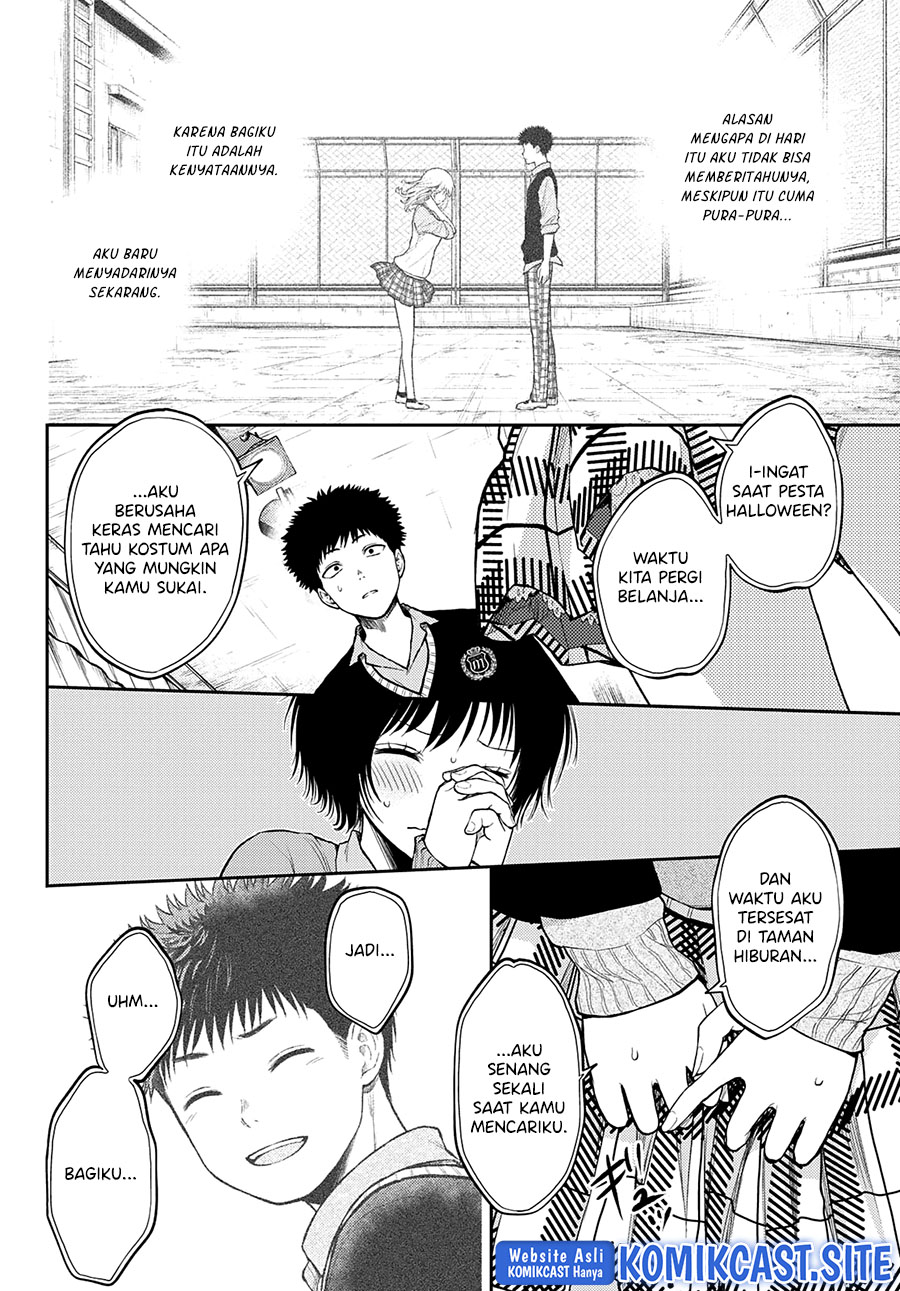 ALASAN
MENGAPA DI HARI
ITU AKU TIDAK BISA
MEMBERITAHUNYA,
MESKIPUN ITU CUMA
PURA-PURA...
KARENA BAGIKU
ITU ADALAH
KENYATAANNYA.
AKU BARU
MENYADARINYA
SEKARANG.
I-INGAT
SAAT PESTA
HALLOWEEN?
WAKTU
KITA PERGI
BELANJA...
...AKU
BERUSAHA
KERAS MENCARI
TAHU KOSTUM APA
YANG MUNGKIN
KAMU SUKAI.
DAN
WAKTU AKU
TERSESAT
DI TAMAN
HIBURAN...
...AKU
SENANG
SEKALI
SAAT KAMU
MENCARIKU.
JADI...
UHM...
BAGIKU...
Website Asli
KOMIKCAST Hanya
KOMIKCAST.SITE